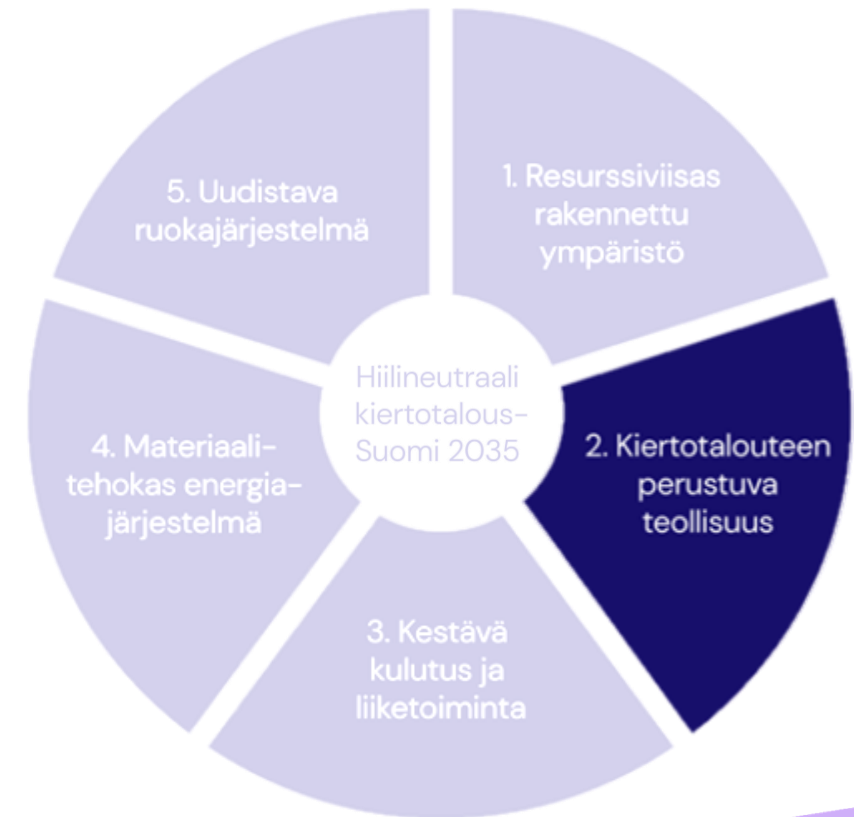 Hiilineutraali
kiertotalous-
Suomi 2035
1. Resurssiviisas
rakennettu
ympäristö
2. Kiertotalouteen
perustuva
teollisuus
3. Kestävä
kulutus ja
liiketoiminta
4. Materiaali-
tehokas energia-
järjestelmä
5. Uudistava
ruokajärjestelmä